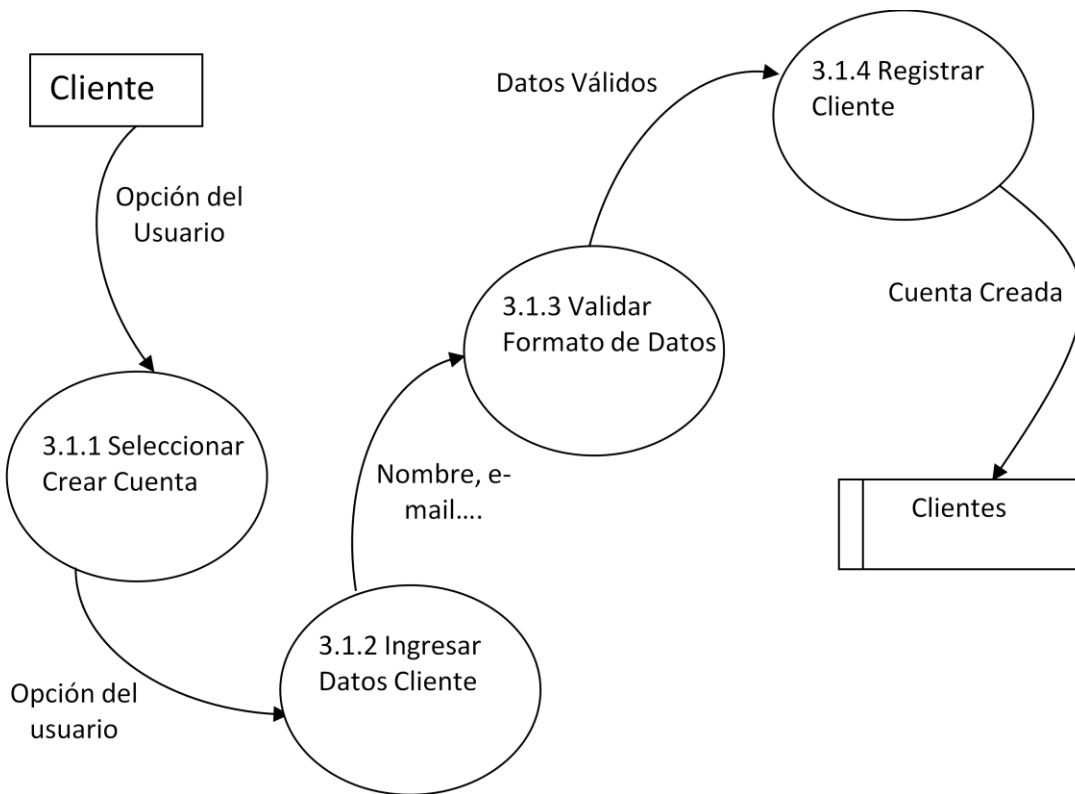 Cliente
Opción del
Usuario
3.1.1 Seleccionar
Crear Cuenta
Opción del
usuario
3.1.2 Ingresar
Datos Cliente
Nombre, e-
mail....
3.1.3 Validar
Formato de Datos
Datos Válidos
3.1.4 Registrar
Cliente
Cuenta Creada
Clientes